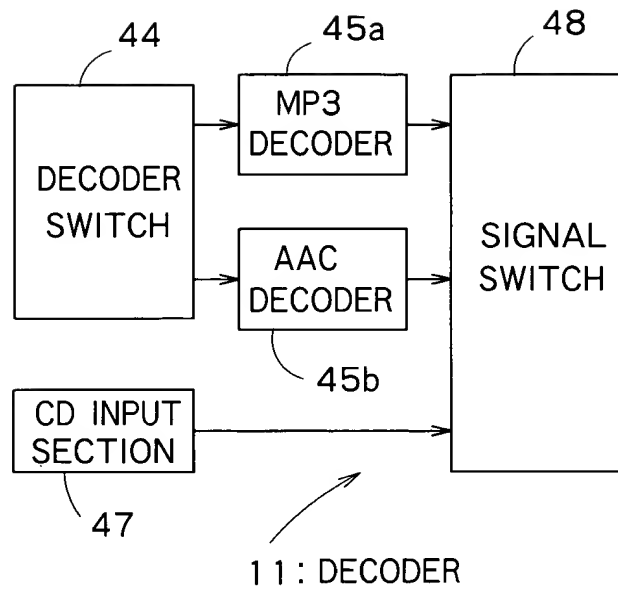 44
45a
48
MP3
DECODER
DECODER
SWITCH
SIGNAL
SWITCH
AAC
DECODER
45b
CD INPUT
SECTION
47
11: DECODER